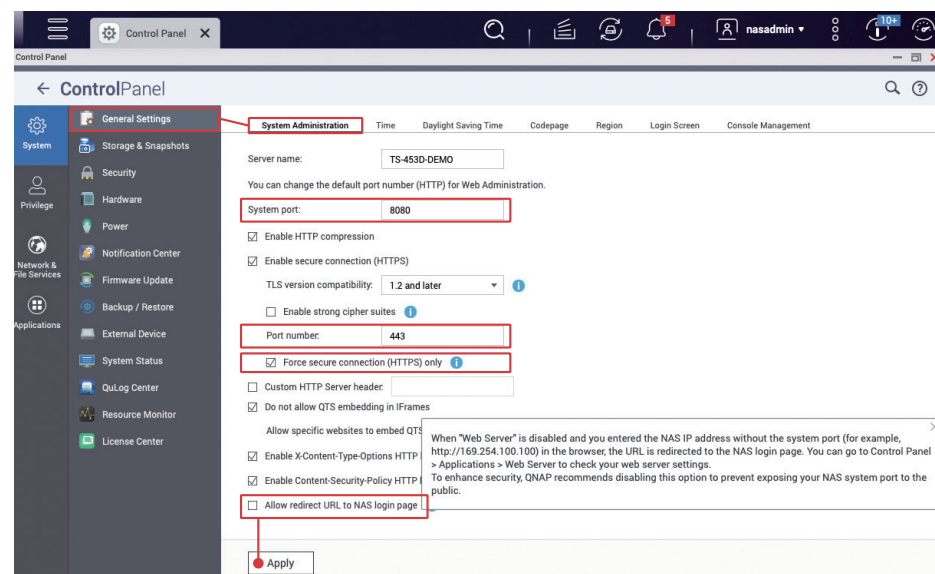 Control Panel
5
nasadmin
10+
Control Panel
ControlPanel
System
Privilege
Network &
File Services
Applications
General Settings
Storage & Snapshots
Security
Hardware
Power
Notification Center
Firmware Update
Backup / Restore
External Device
System Status
QuLog Center
Resource Monitor
License Center
System Administration
Time
Daylight Saving Time
Codepage
Region
Login Screen
Console Management
Server name: TS-453D-DEMO
You can change the default port number (HTTP) for Web Administration.
System port: 8080
Enable HTTP compression
Enable secure connection (HTTPS)
TLS version compatibility: 1.2 and later
Enable strong cipher suites
Port number: 443
Force secure connection (HTTPS) only
Custom HTTP Server header:
Do not allow QTS embedding in IFrames
Allow specific websites to embed QTS
Enable X-Content-Type-Options HTTP
Enable Content-Security-Policy HTTP
Allow redirect URL to NAS login page
When "Web Server" is disabled and you entered the NAS IP address without the system port (for example,
http://169.254.100.100) in the browser, the URL is redirected to the NAS login page. You can go to Control Panel
> Applications > Web Server to check your web server settings.
To enhance security, QNAP recommends disabling this option to prevent exposing your NAS system port to the
public.
Apply